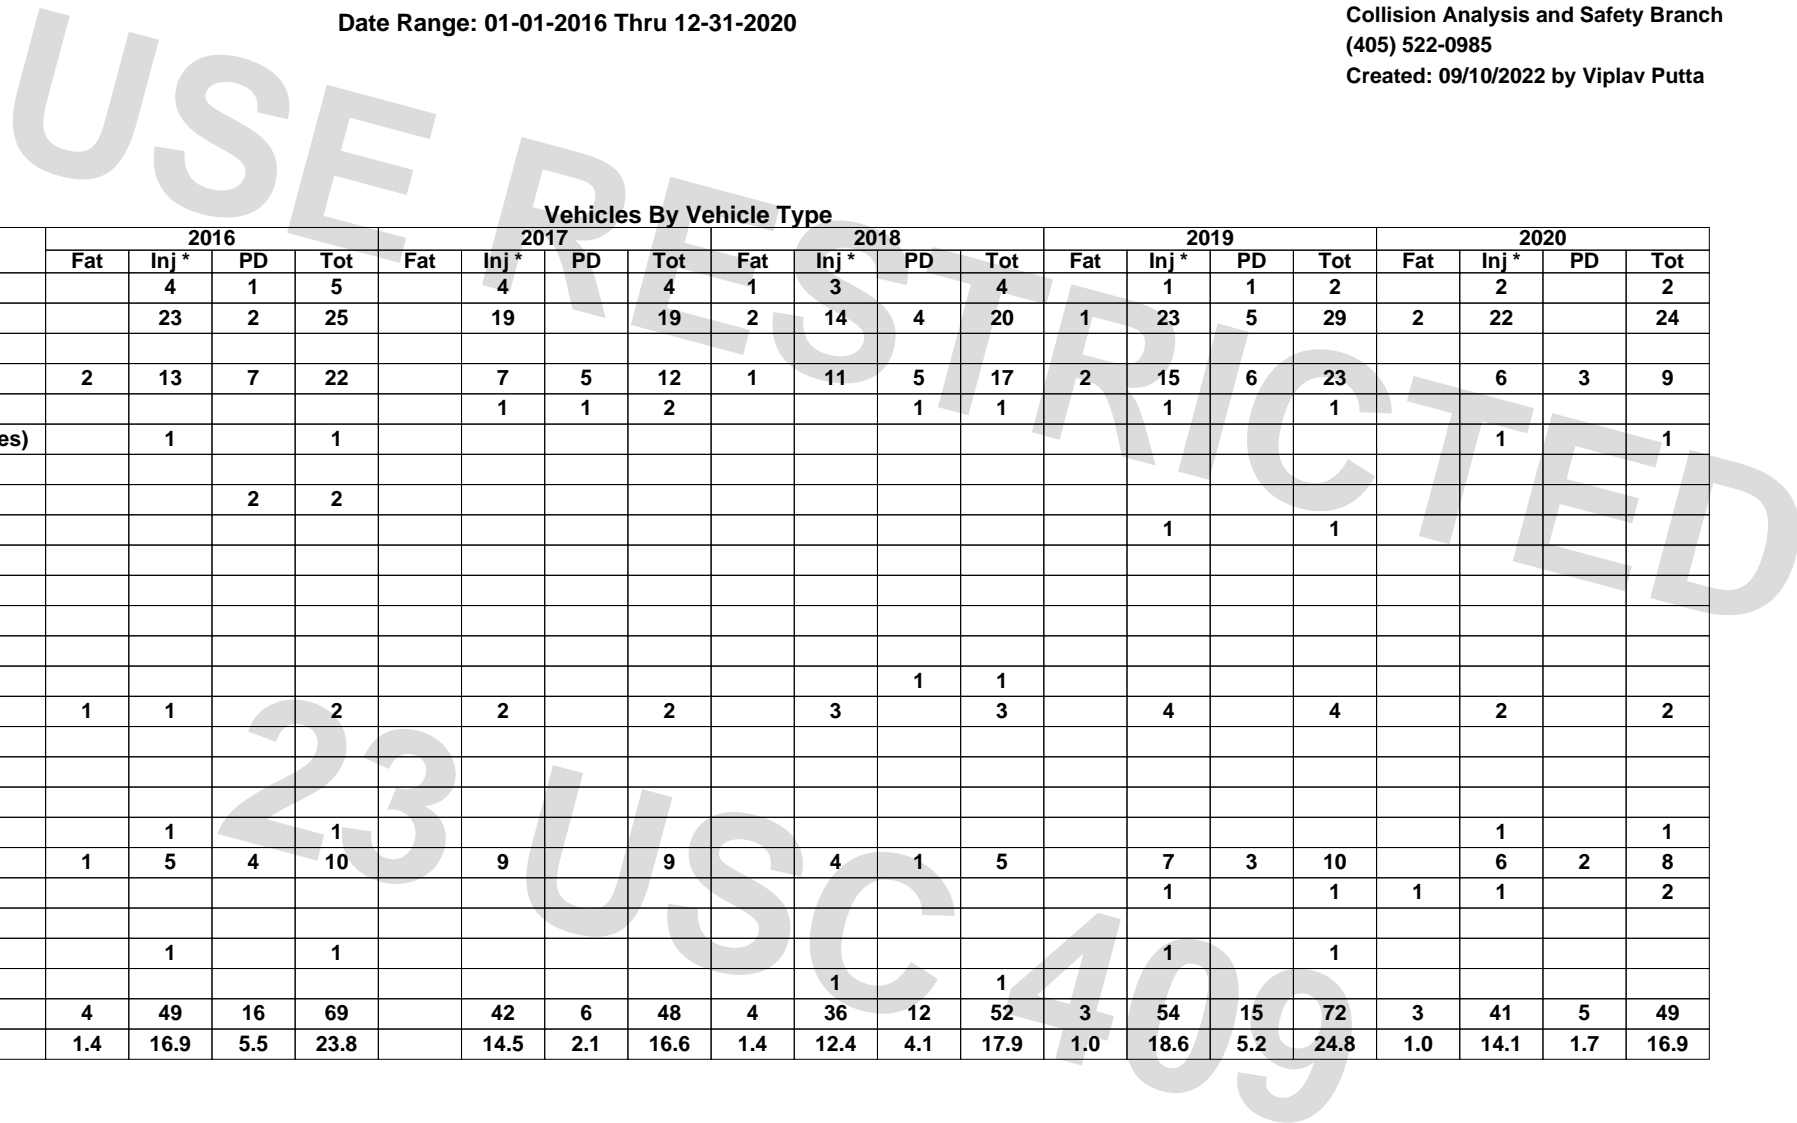 Date Range: 01-01-2016 Thru 12-31-2020
Collision Analysis and Safety Branch
(405) 522-0985
Created: 09/10/2022 by Viplav Putta
USE RESTRICTED
23 USC 409
Vehicles By Vehicle Type
2016 2017 2018 2019 2020
Fat Inj * PD Tot Fat Inj * PD Tot Fat Inj * PD Tot Fat Inj * PD Tot Fat Inj * PD Tot
4 1 5 4 4 1 3 4 1 1 2 2 2
23 2 25 19 19 2 14 4 20 1 23 5 29 2 22 24
2 13 7 22 7 5 12 1 11 5 17 2 15 6 23 6 3 9
1 1 2 1 1 1 1
es) 1 1 1 1
2 2
1 1
1 1
1 1 2 2 2 3 3 4 4 2 2
1 1 1 1
1 5 4 10 9 9 4 1 5 7 3 10 6 2 8
1 1 1 1 2
1 1 1 1
1 1
4 49 16 69 42 6 48 4 36 12 52 3 54 15 72 3 41 5 49
1.4 16.9 5.5 23.8 14.5 2.1 16.6 1.4 12.4 4.1 17.9 1.0 18.6 5.2 24.8 1.0 14.1 1.7 16.9